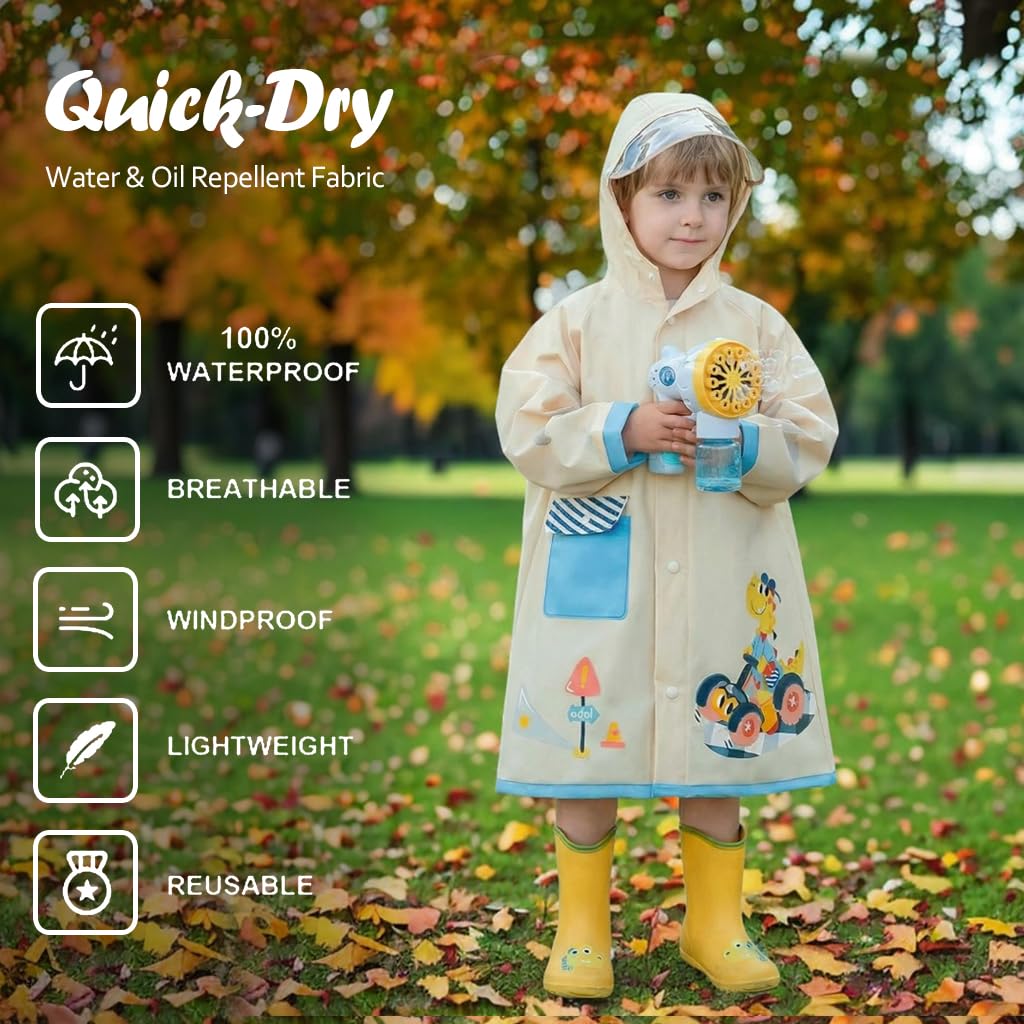 Quick-Dry
Water & Oil Repellent Fabric
100%
WATERPROOF
BREATHABLE
WINDPROOF
LIGHTWEIGHT
REUSABLE